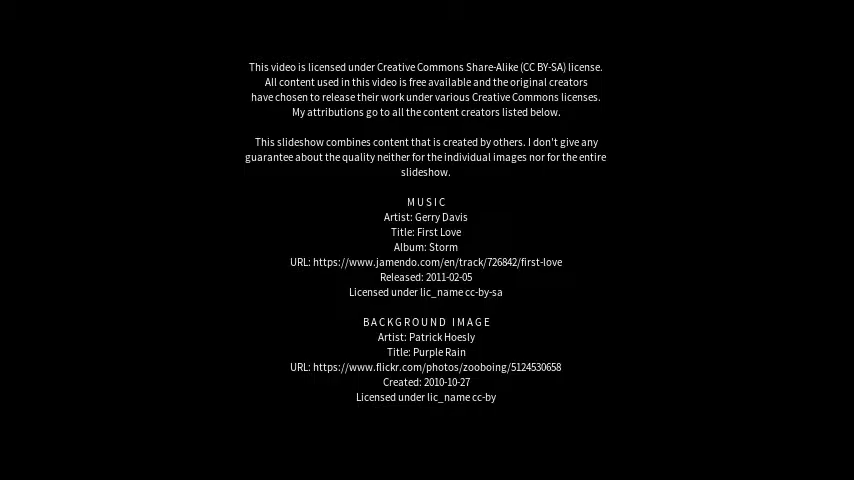 This video is licensed under Creative Commons Share-Alike (CC BY-SA) license.
All content used in this video is free available and the original creators
have chosen to release their work under various Creative Commons licenses.
My attributions go to all the content creators listed below.
This slideshow combines content that is created by others. I don't give any
guarantee about the quality neither for the individual images nor for the entire
slideshow.
MUSIC
Artist: Gerry Davis
Title: First Love
Album: Storm
URL: https://www.jamendo.com/en/track/726842/first-love
Released: 2011-02-05
Licensed under lic_name cc-by-sa
BACKGROUND IMAGE
Artist: Patrick Hoesly
Title: Purple Rain
URL: https://www.flickr.com/photos/zooboing/5124530658
Created: 2010-10-27
Licensed under lic_name cc-by